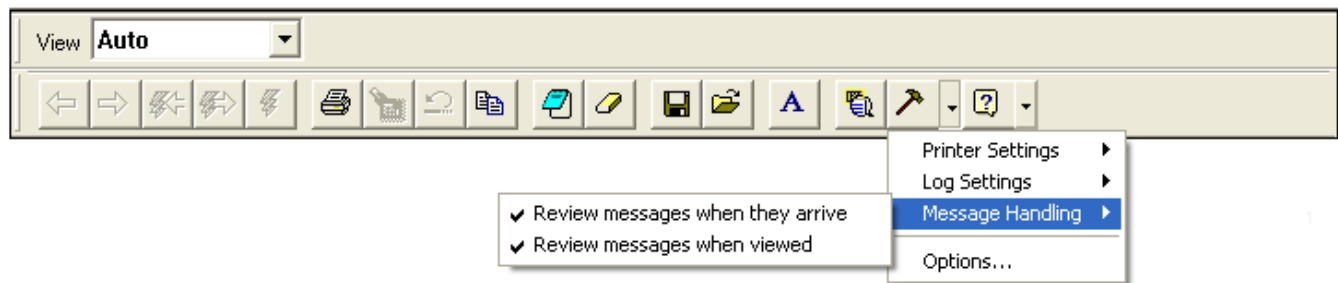 View Auto
A
Printer Settings
Log Settings
Review messages when they arrive
Message Handling
Review messages when viewed
Options...